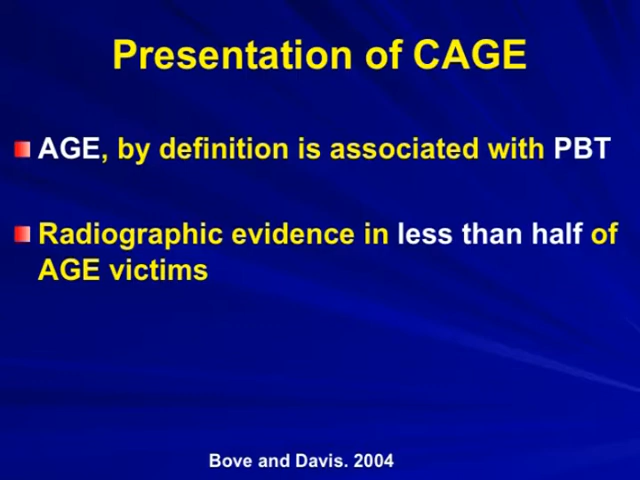 Presentation of CAGE
AGE, by definition is associated with PBT
Radiographic evidence in less than half of
AGE victims
Bove and Davis. 2004